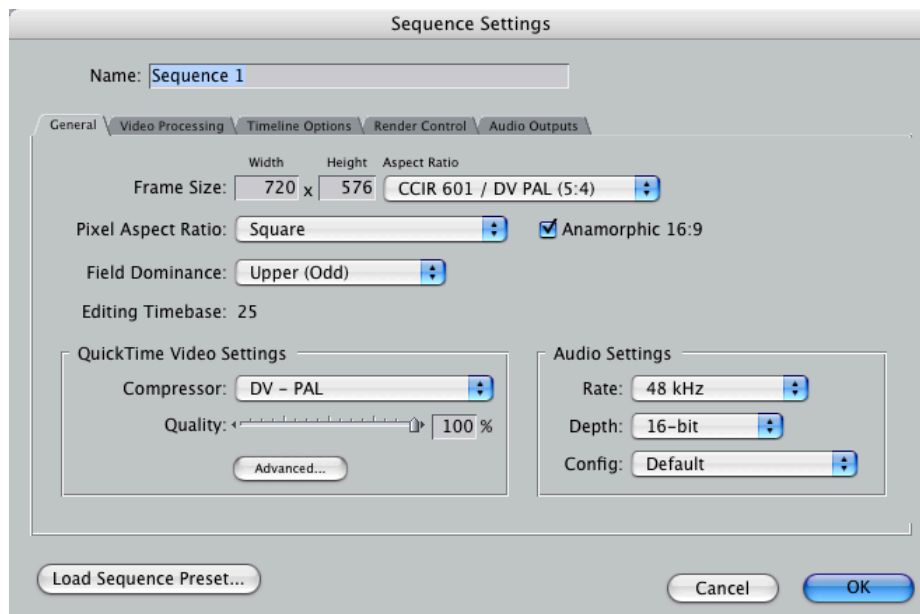 Sequence Settings
Name: Sequence 1
General Video Processing Timeline Options Render Control Audio Outputs
Width Height Aspect Ratio
Frame Size: 720 x 576 CCIR 601 / DV PAL (5:4)
Pixel Aspect Ratio: Square Anamorphic 16:9
Field Dominance: Upper (Odd)
Editing Timebase: 25
QuickTime Video Settings Audio Settings
Compressor: DV – PAL Rate: 48 kHz
Quality: 100 % Depth: 16-bit
Advanced... Config: Default
Load Sequence Preset... Cancel OK